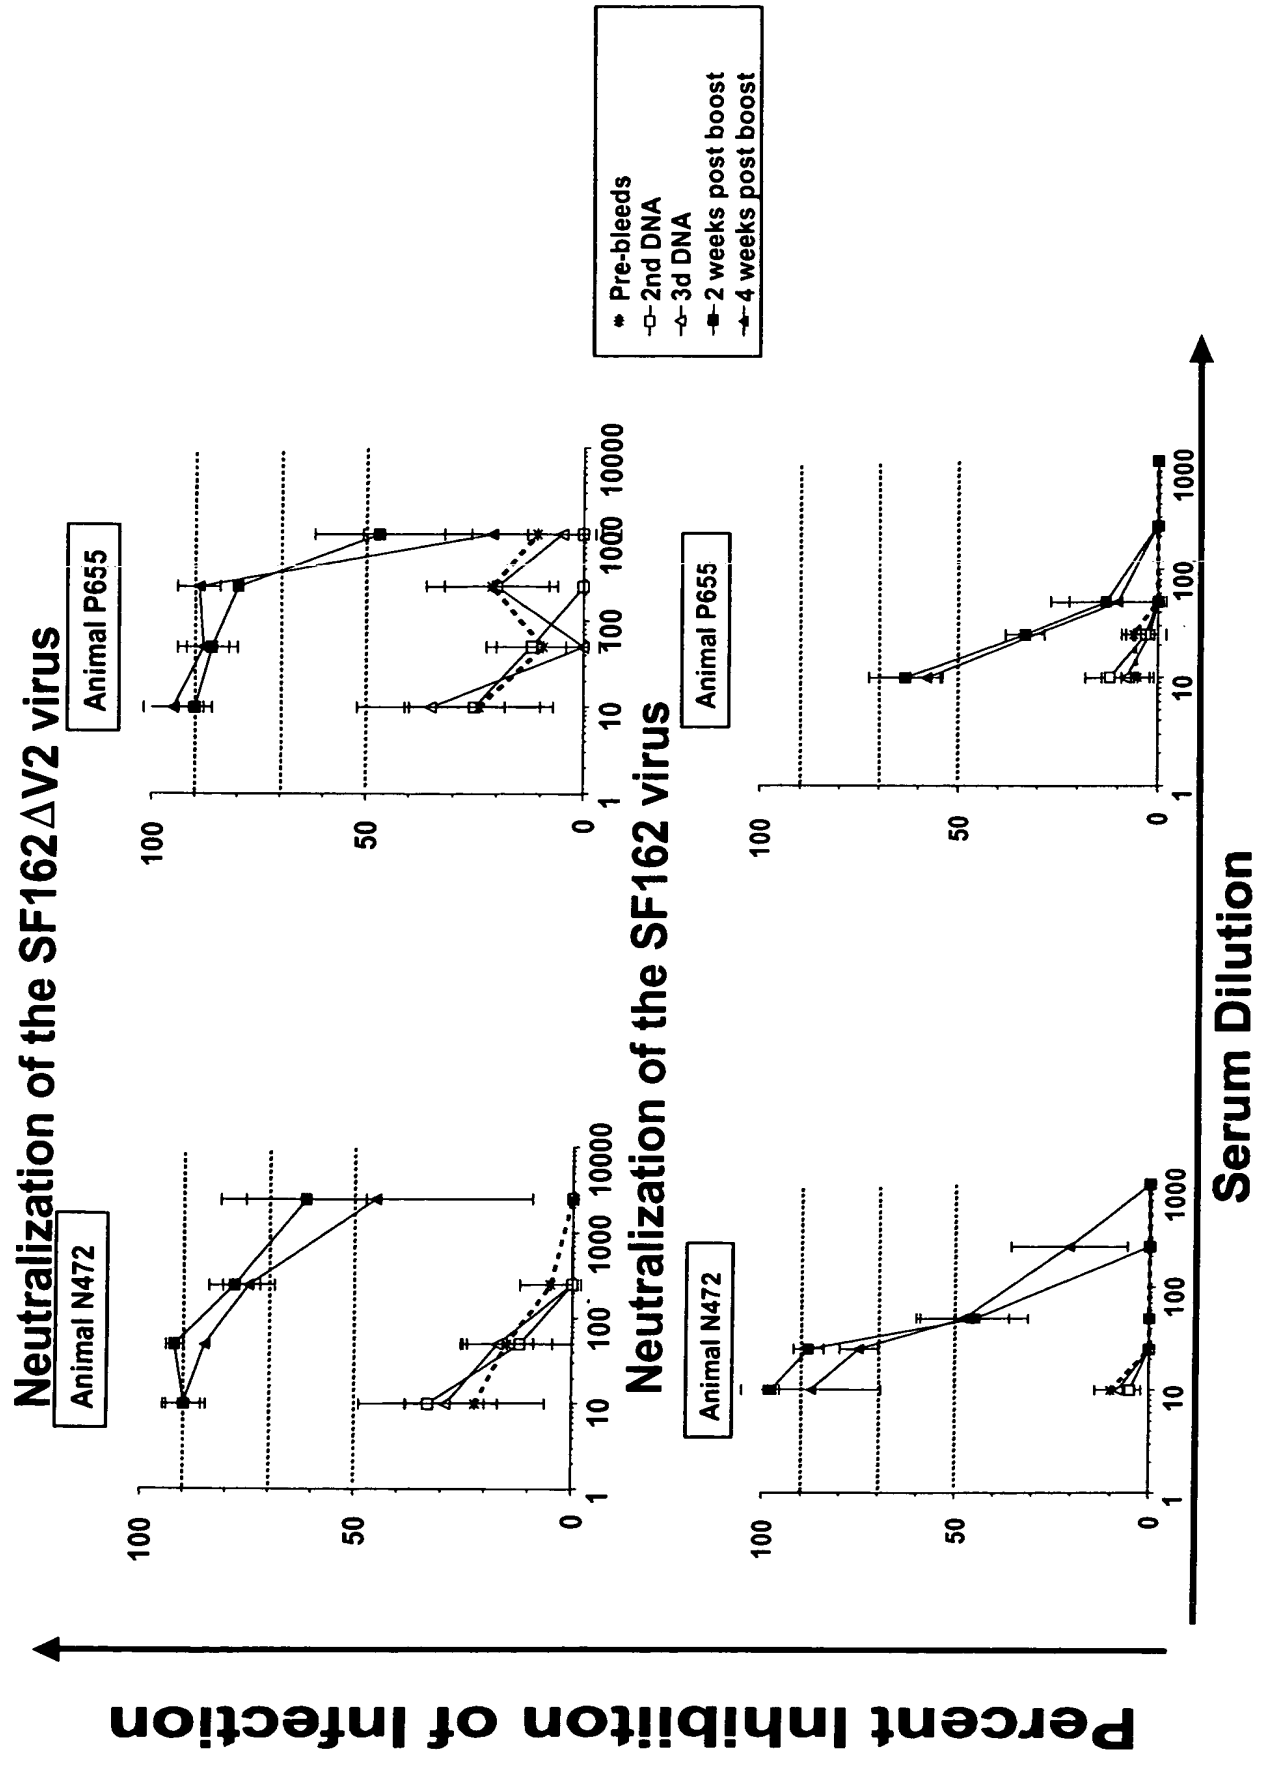 Neutralization of the SF162ΔV2 virus
Animal N472
100
50
0
1
10
100
1000
10000
Animal P655
100
50
0
1
10
100
1000
10000
Neutralization of the SF162 virus
Animal N472
100
50
0
1
10
100
1000
Animal P655
100
50
0
1
10
100
1000
Pre-bleeds
2nd DNA
3d DNA
2 weeks post boost
4 weeks post boost
Percent Inhibiiton of Infection
Serum Dilution